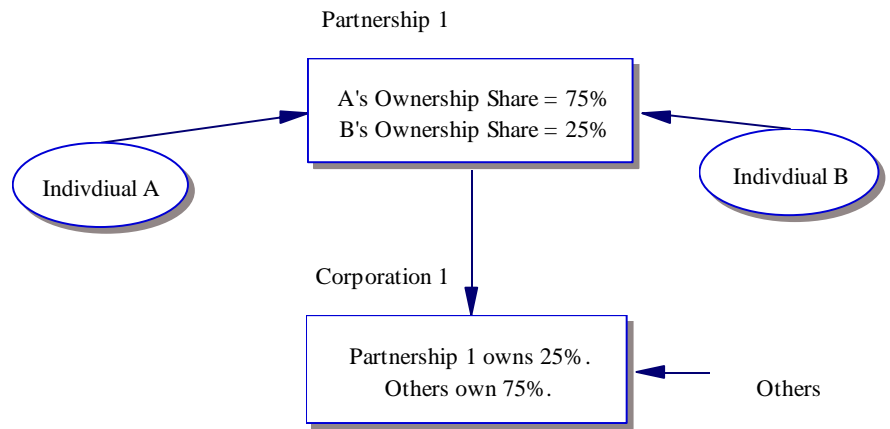 Partnership 1
A's Ownership Share = 75%
B's Ownership Share = 25%
Indivdiual A
Indivdiual B
Corporation 1
Partnership 1 owns 25%.
Others own 75%.
Others